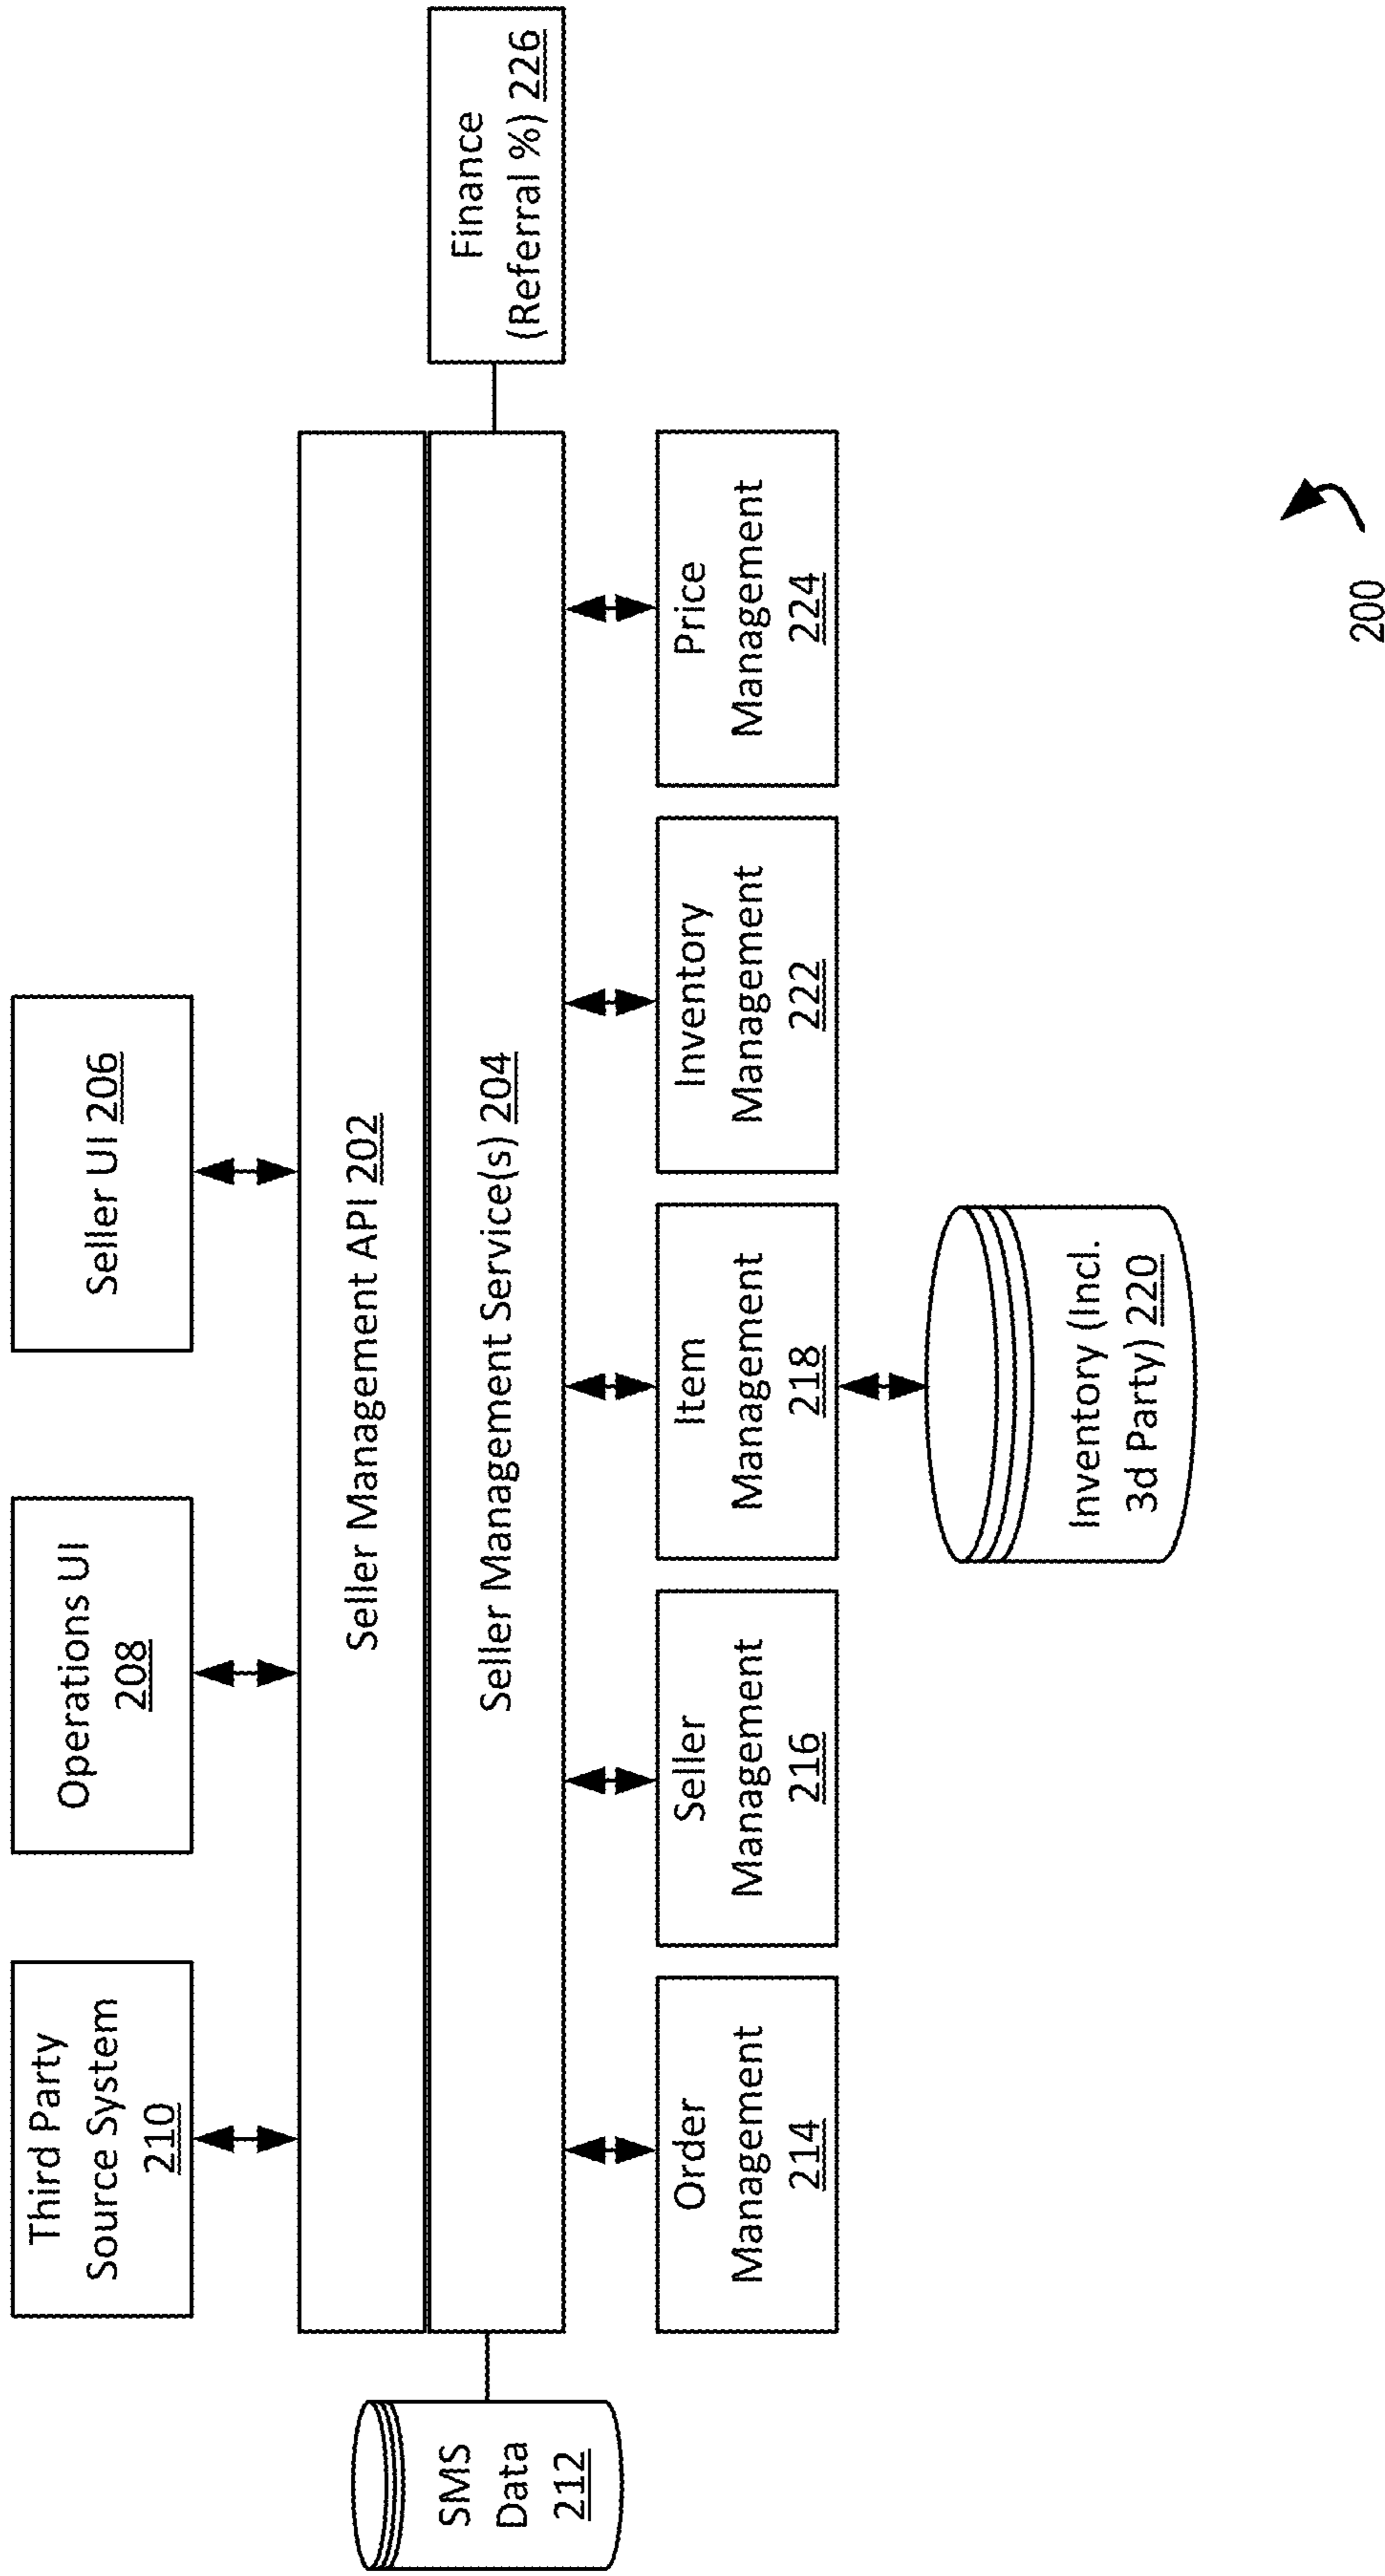 Third Party
Source System
210
Operations UI
208
Seller UI 206
Seller Management API 202
Seller Management Service(s) 204
SMS
Data
212
Finance
(Referral %) 226
Order
Management
214
Seller
Management
216
Item
Management
218
Inventory
Management
222
Price
Management
224
Inventory (Incl.
3d Party) 220
200